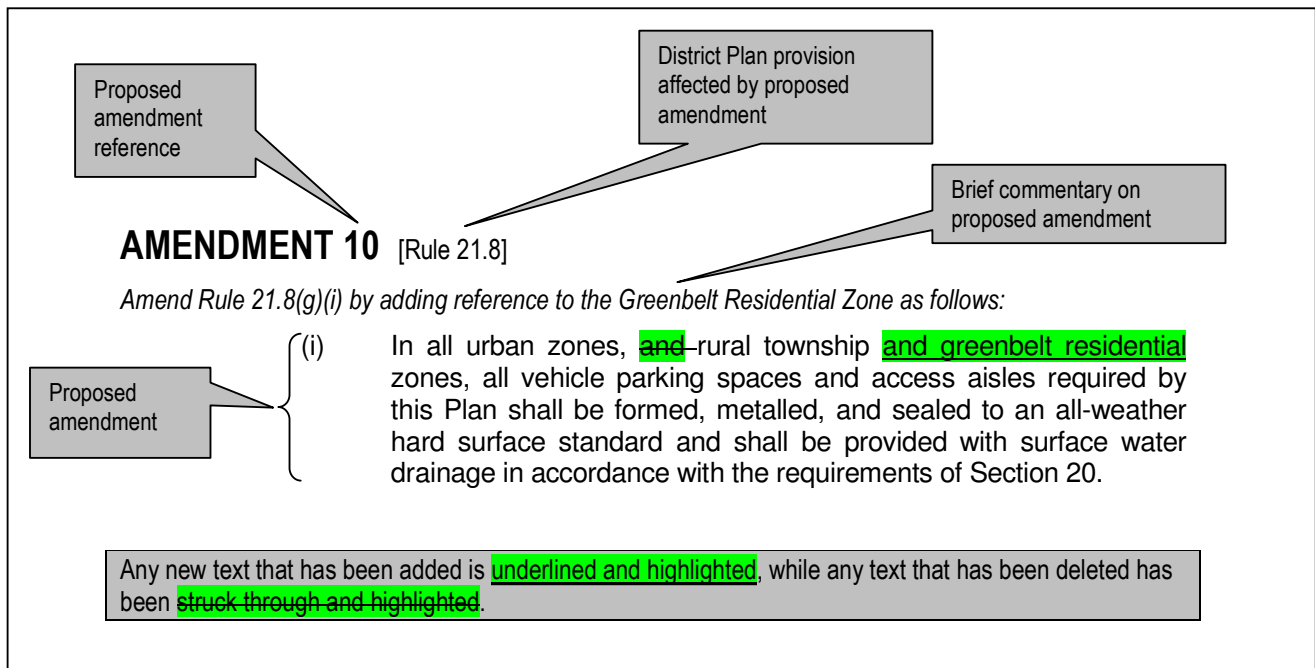 Proposed
amendment
reference
District Plan provision
affected by proposed
amendment
Brief commentary on
proposed amendment
AMENDMENT 10 [Rule 21.8]
Amend Rule 21.8(g)(i) by adding reference to the Greenbelt Residential Zone as follows:
Proposed
amendment
(i) In all urban zones, and rural township and greenbelt residential
zones, all vehicle parking spaces and access aisles required by
this Plan shall be formed, metalled, and sealed to an all-weather
hard surface standard and shall be provided with surface water
drainage in accordance with the requirements of Section 20.
Any new text that has been added is underlined and highlighted, while any text that has been deleted has
been struck through and highlighted.